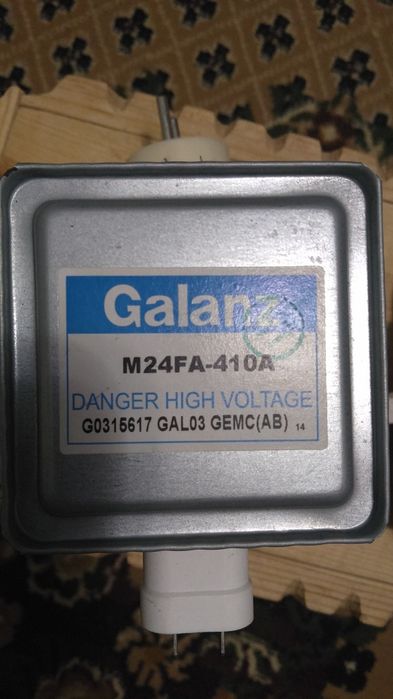 Galanz
M24FA-410A
DANGER HIGH VOLTAGE
G0315617 GAL03 GEMC(AB) 14